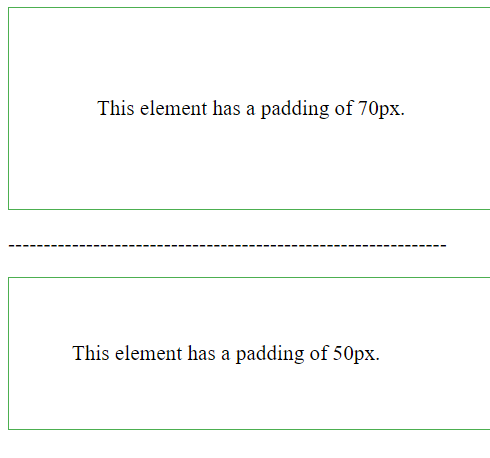 This element has a padding of 70px.
--------------------------------------------------------------
This element has a padding of 50px.